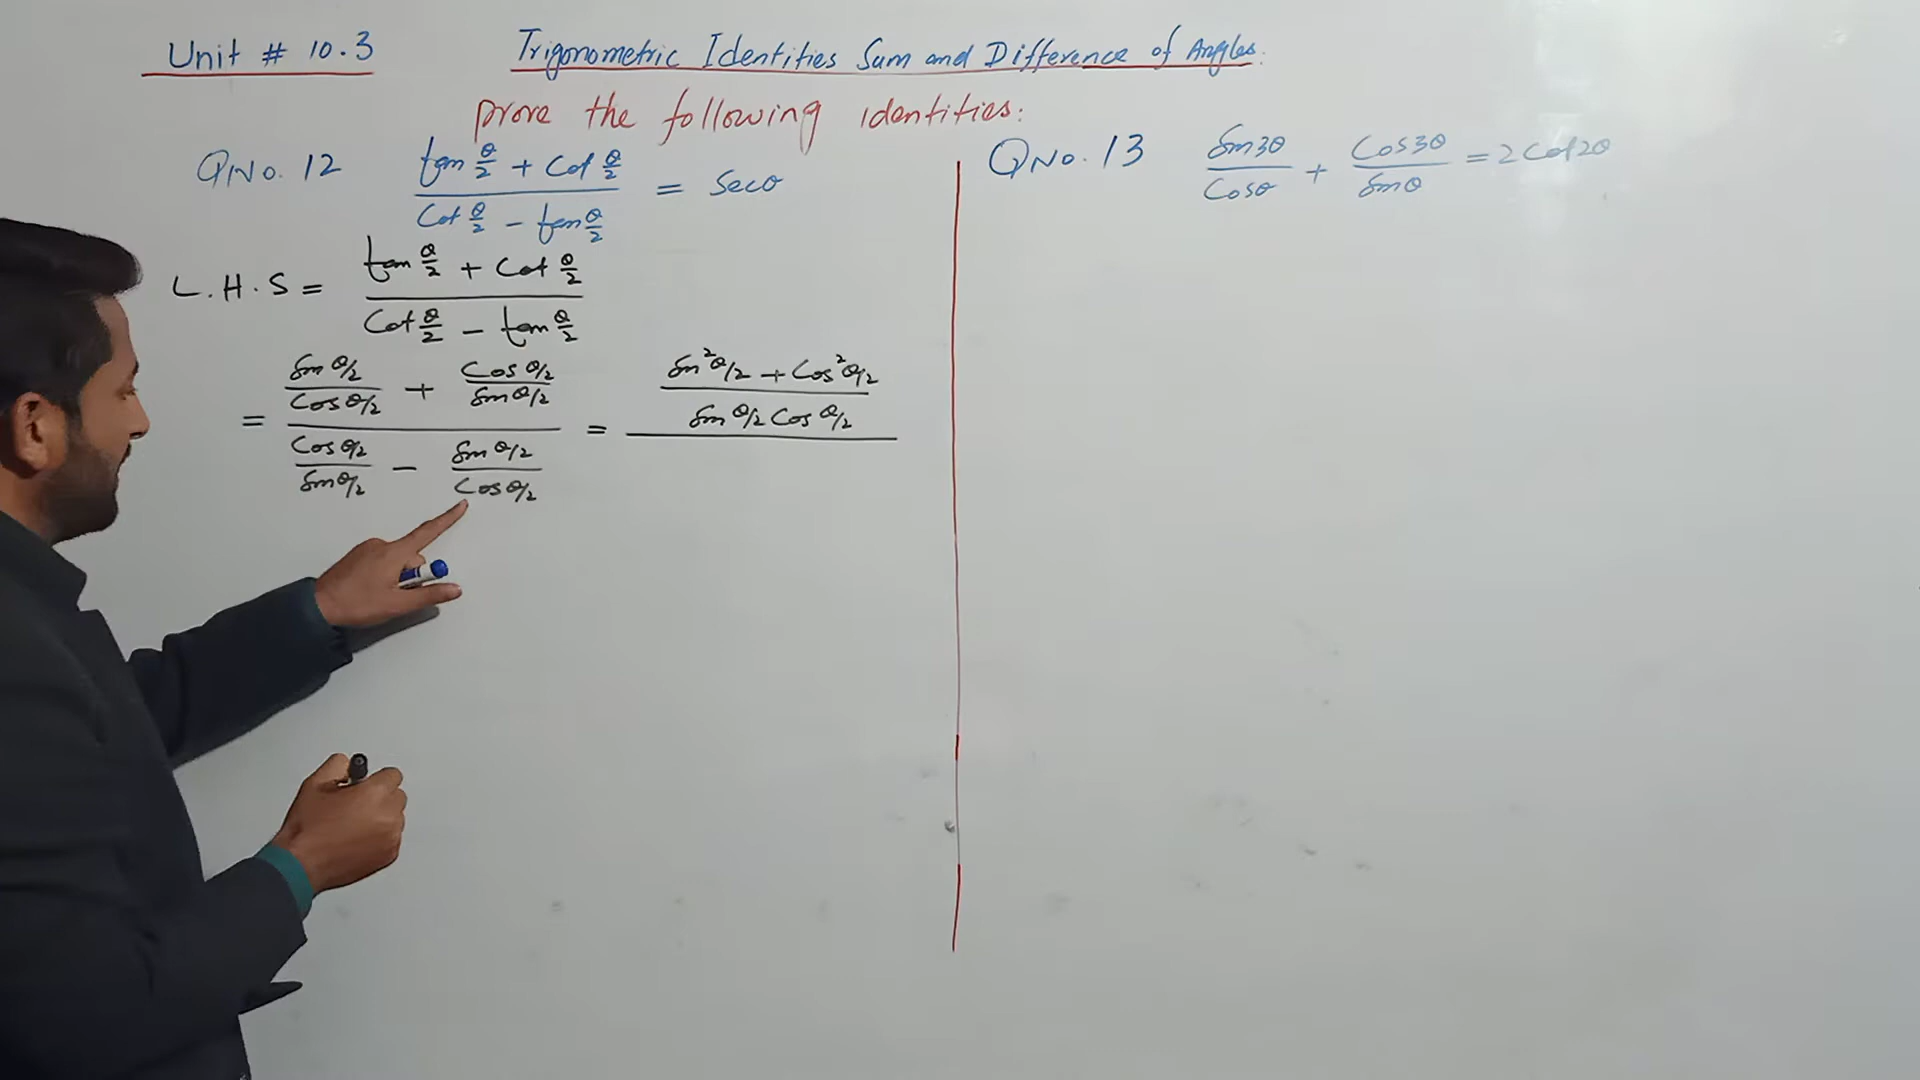 Unit # 10.3 Trigonometric Identities Sum and Difference of Angles.
Prove the following identities:
QNo. 12 (tan θ/2 + Cot θ/2) / (Cot θ/2 − tan θ/2) = Secθ
L.H.S = (tan θ/2 + Cot θ/2) / (Cot θ/2 − tan θ/2)
= (Sin θ/2 / Cos θ/2 + Cos θ/2 / Sin θ/2) / (Cos θ/2 / Sin θ/2 − Sin θ/2 / Cos θ/2) = (Sin²θ/2 + Cos²θ/2) / (Sin θ/2 Cos θ/2)
QNo. 13 Sin3θ/Cosθ + Cos3θ/Sinθ = 2Cot2θ